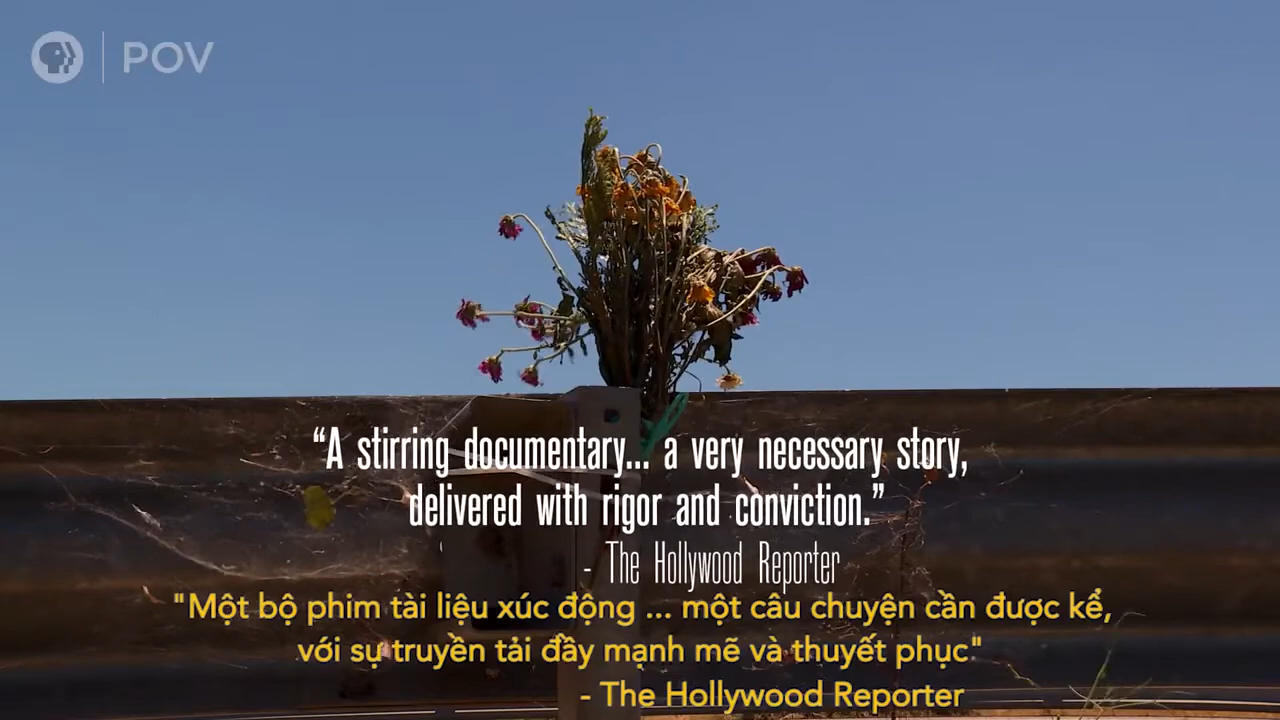 POV
“A stirring documentary... a very necessary story,
delivered with rigor and conviction.”
- The Hollywood Reporter
"Một bộ phim tài liệu xúc động ... một câu chuyện cần được kể,
với sự truyền tải đầy mạnh mẽ và thuyết phục"
- The Hollywood Reporter